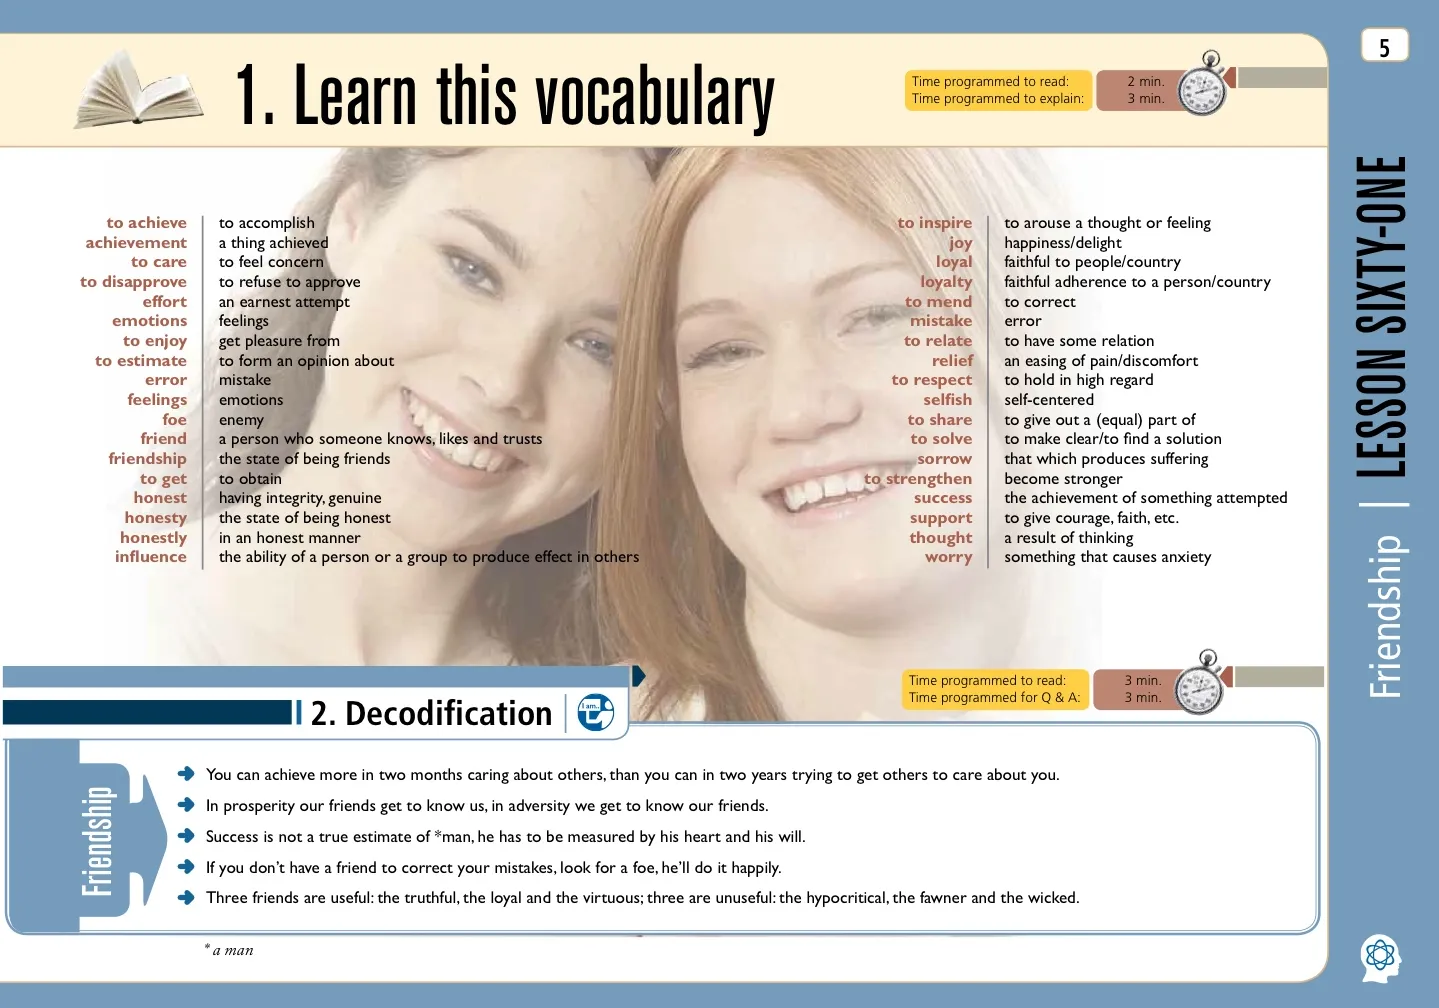 5
1. Learn this vocabulary
Time programmed to read: 2 min.
Time programmed to explain: 3 min.
to achieve to accomplish
achievement a thing achieved
to care to feel concern
to disapprove to refuse to approve
effort an earnest attempt
emotions feelings
to enjoy get pleasure from
to estimate to form an opinion about
error mistake
feelings emotions
foe enemy
friend a person who someone knows, likes and trusts
friendship the state of being friends
to get to obtain
honest having integrity, genuine
honesty the state of being honest
honestly in an honest manner
influence the ability of a person or a group to produce effect in others
to inspire to arouse a thought or feeling
joy happiness/delight
loyal faithful to people/country
loyalty faithful adherence to a person/country
to mend to correct
mistake error
to relate to have some relation
relief an easing of pain/discomfort
to respect to hold in high regard
selfish self-centered
to share to give out a (equal) part of
to solve to make clear/to find a solution
sorrow that which produces suffering
to strengthen become stronger
success the achievement of something attempted
support to give courage, faith, etc.
thought a result of thinking
worry something that causes anxiety
Friendship | LESSON SIXTY-ONE
2. Decodification
I am...
Time programmed to read: 3 min.
Time programmed for Q & A: 3 min.
Friendship
You can achieve more in two months caring about others, than you can in two years trying to get others to care about you.
In prosperity our friends get to know us, in adversity we get to know our friends.
Success is not a true estimate of *man, he has to be measured by his heart and his will.
If you don't have a friend to correct your mistakes, look for a foe, he'll do it happily.
Three friends are useful: the truthful, the loyal and the virtuous; three are unuseful: the hypocritical, the fawner and the wicked.
* a man